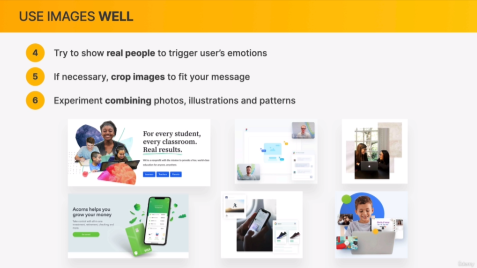 USE IMAGES WELL
4 Try to show real people to trigger user's emotions
5 If necessary, crop images to fit your message
6 Experiment combining photos, illustrations and patterns
For every student,
every classroom.
Real results.
Acorns helps you
grow your money